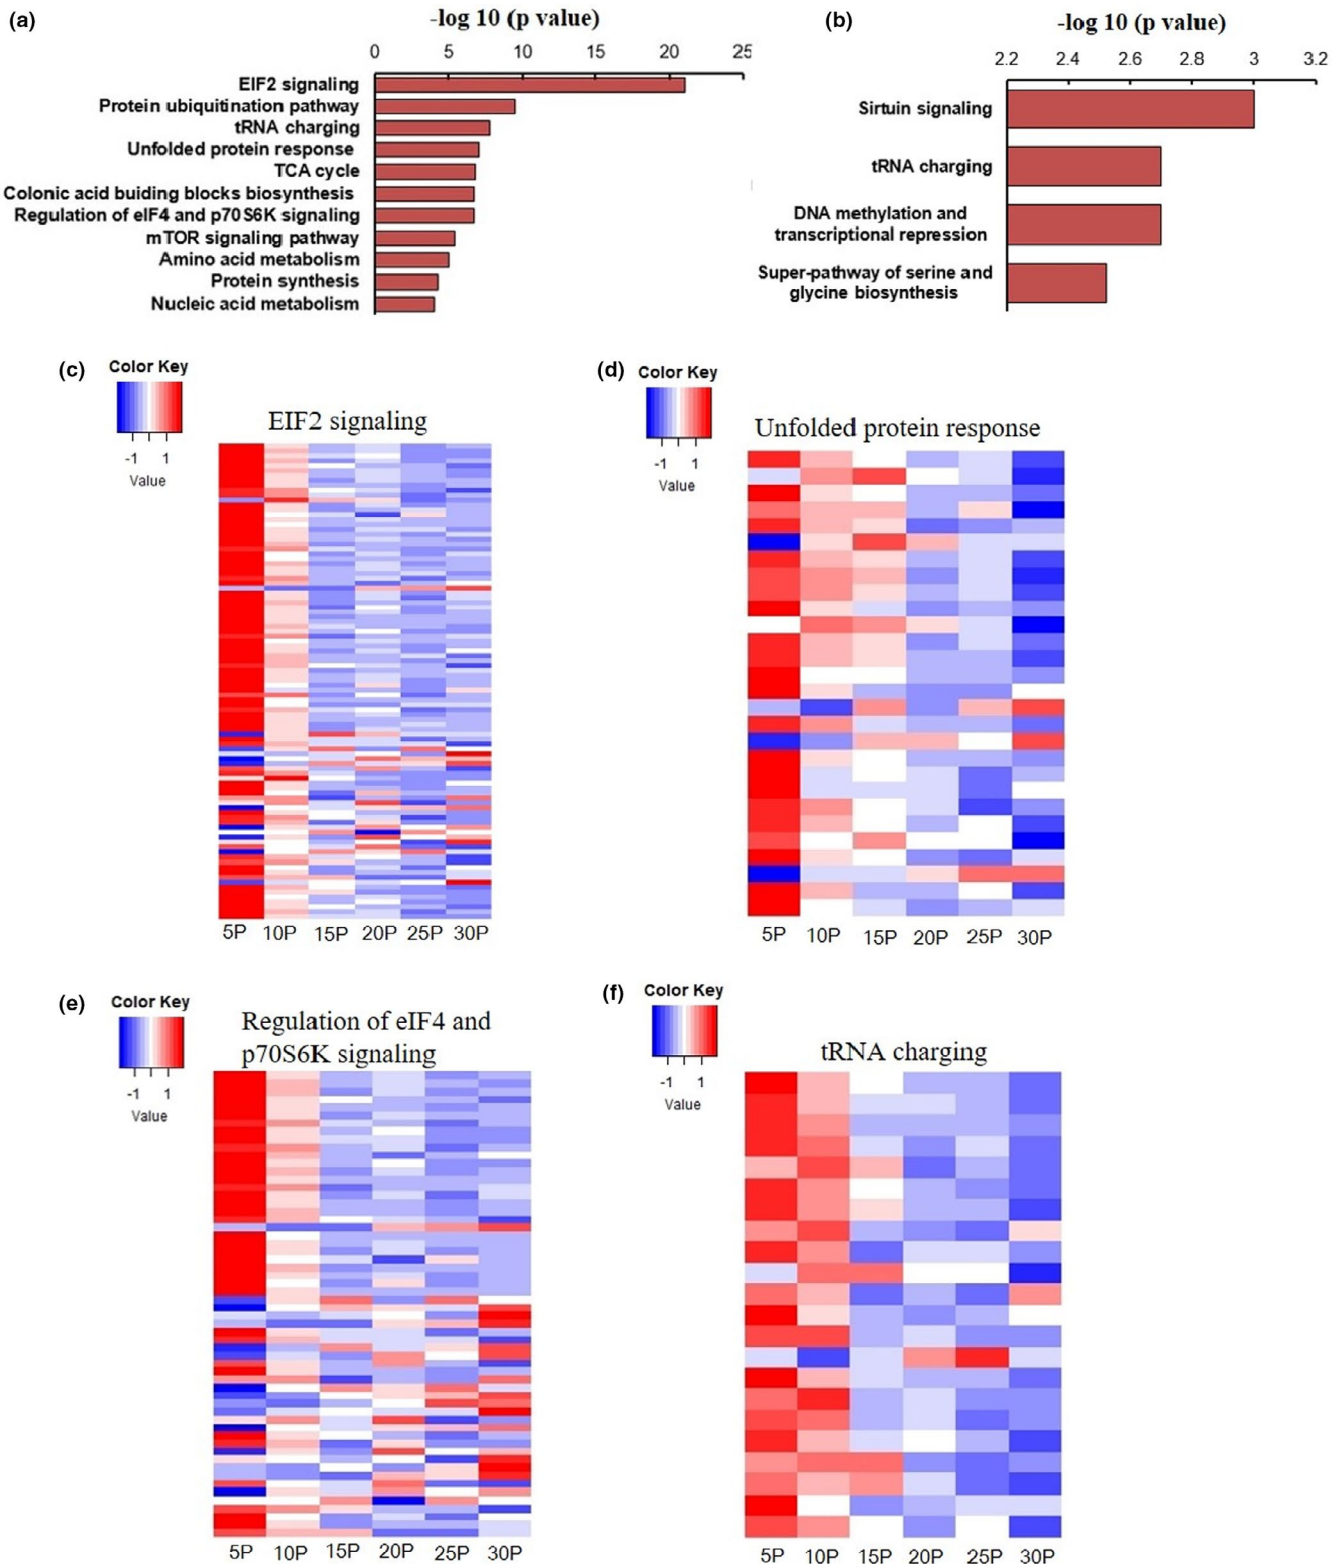 (a)
-log 10 (p value)
0 5 10 15 20 25
EIF2 signaling
Protein ubiquitination pathway
tRNA charging
Unfolded protein response
TCA cycle
Colonic acid buiding blocks biosynthesis
Regulation of eIF4 and p70S6K signaling
mTOR signaling pathway
Amino acid metabolism
Protein synthesis
Nucleic acid metabolism
(b)
-log 10 (p value)
2.2 2.4 2.6 2.8 3 3.2
Sirtuin signaling
tRNA charging
DNA methylation and
transcriptional repression
Super-pathway of serine and
glycine biosynthesis
(c)
Color Key
-1 1
Value
EIF2 signaling
5P 10P 15P 20P 25P 30P
(d)
Color Key
-1 1
Value
Unfolded protein response
5P 10P 15P 20P 25P 30P
(e)
Color Key
-1 1
Value
Regulation of eIF4 and
p70S6K signaling
5P 10P 15P 20P 25P 30P
(f)
Color Key
-1 1
Value
tRNA charging
5P 10P 15P 20P 25P 30P